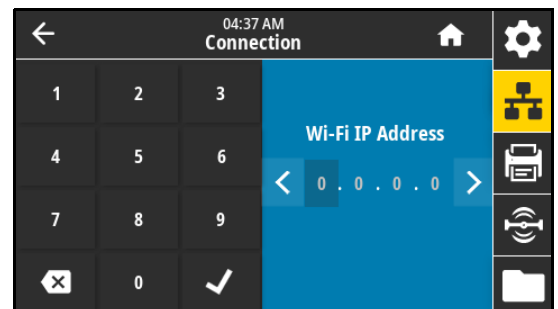 04:37 AM
Connection
1 2 3
Wi-Fi IP Address
4 5 6
0 . 0 . 0 . 0
7 8 9
0